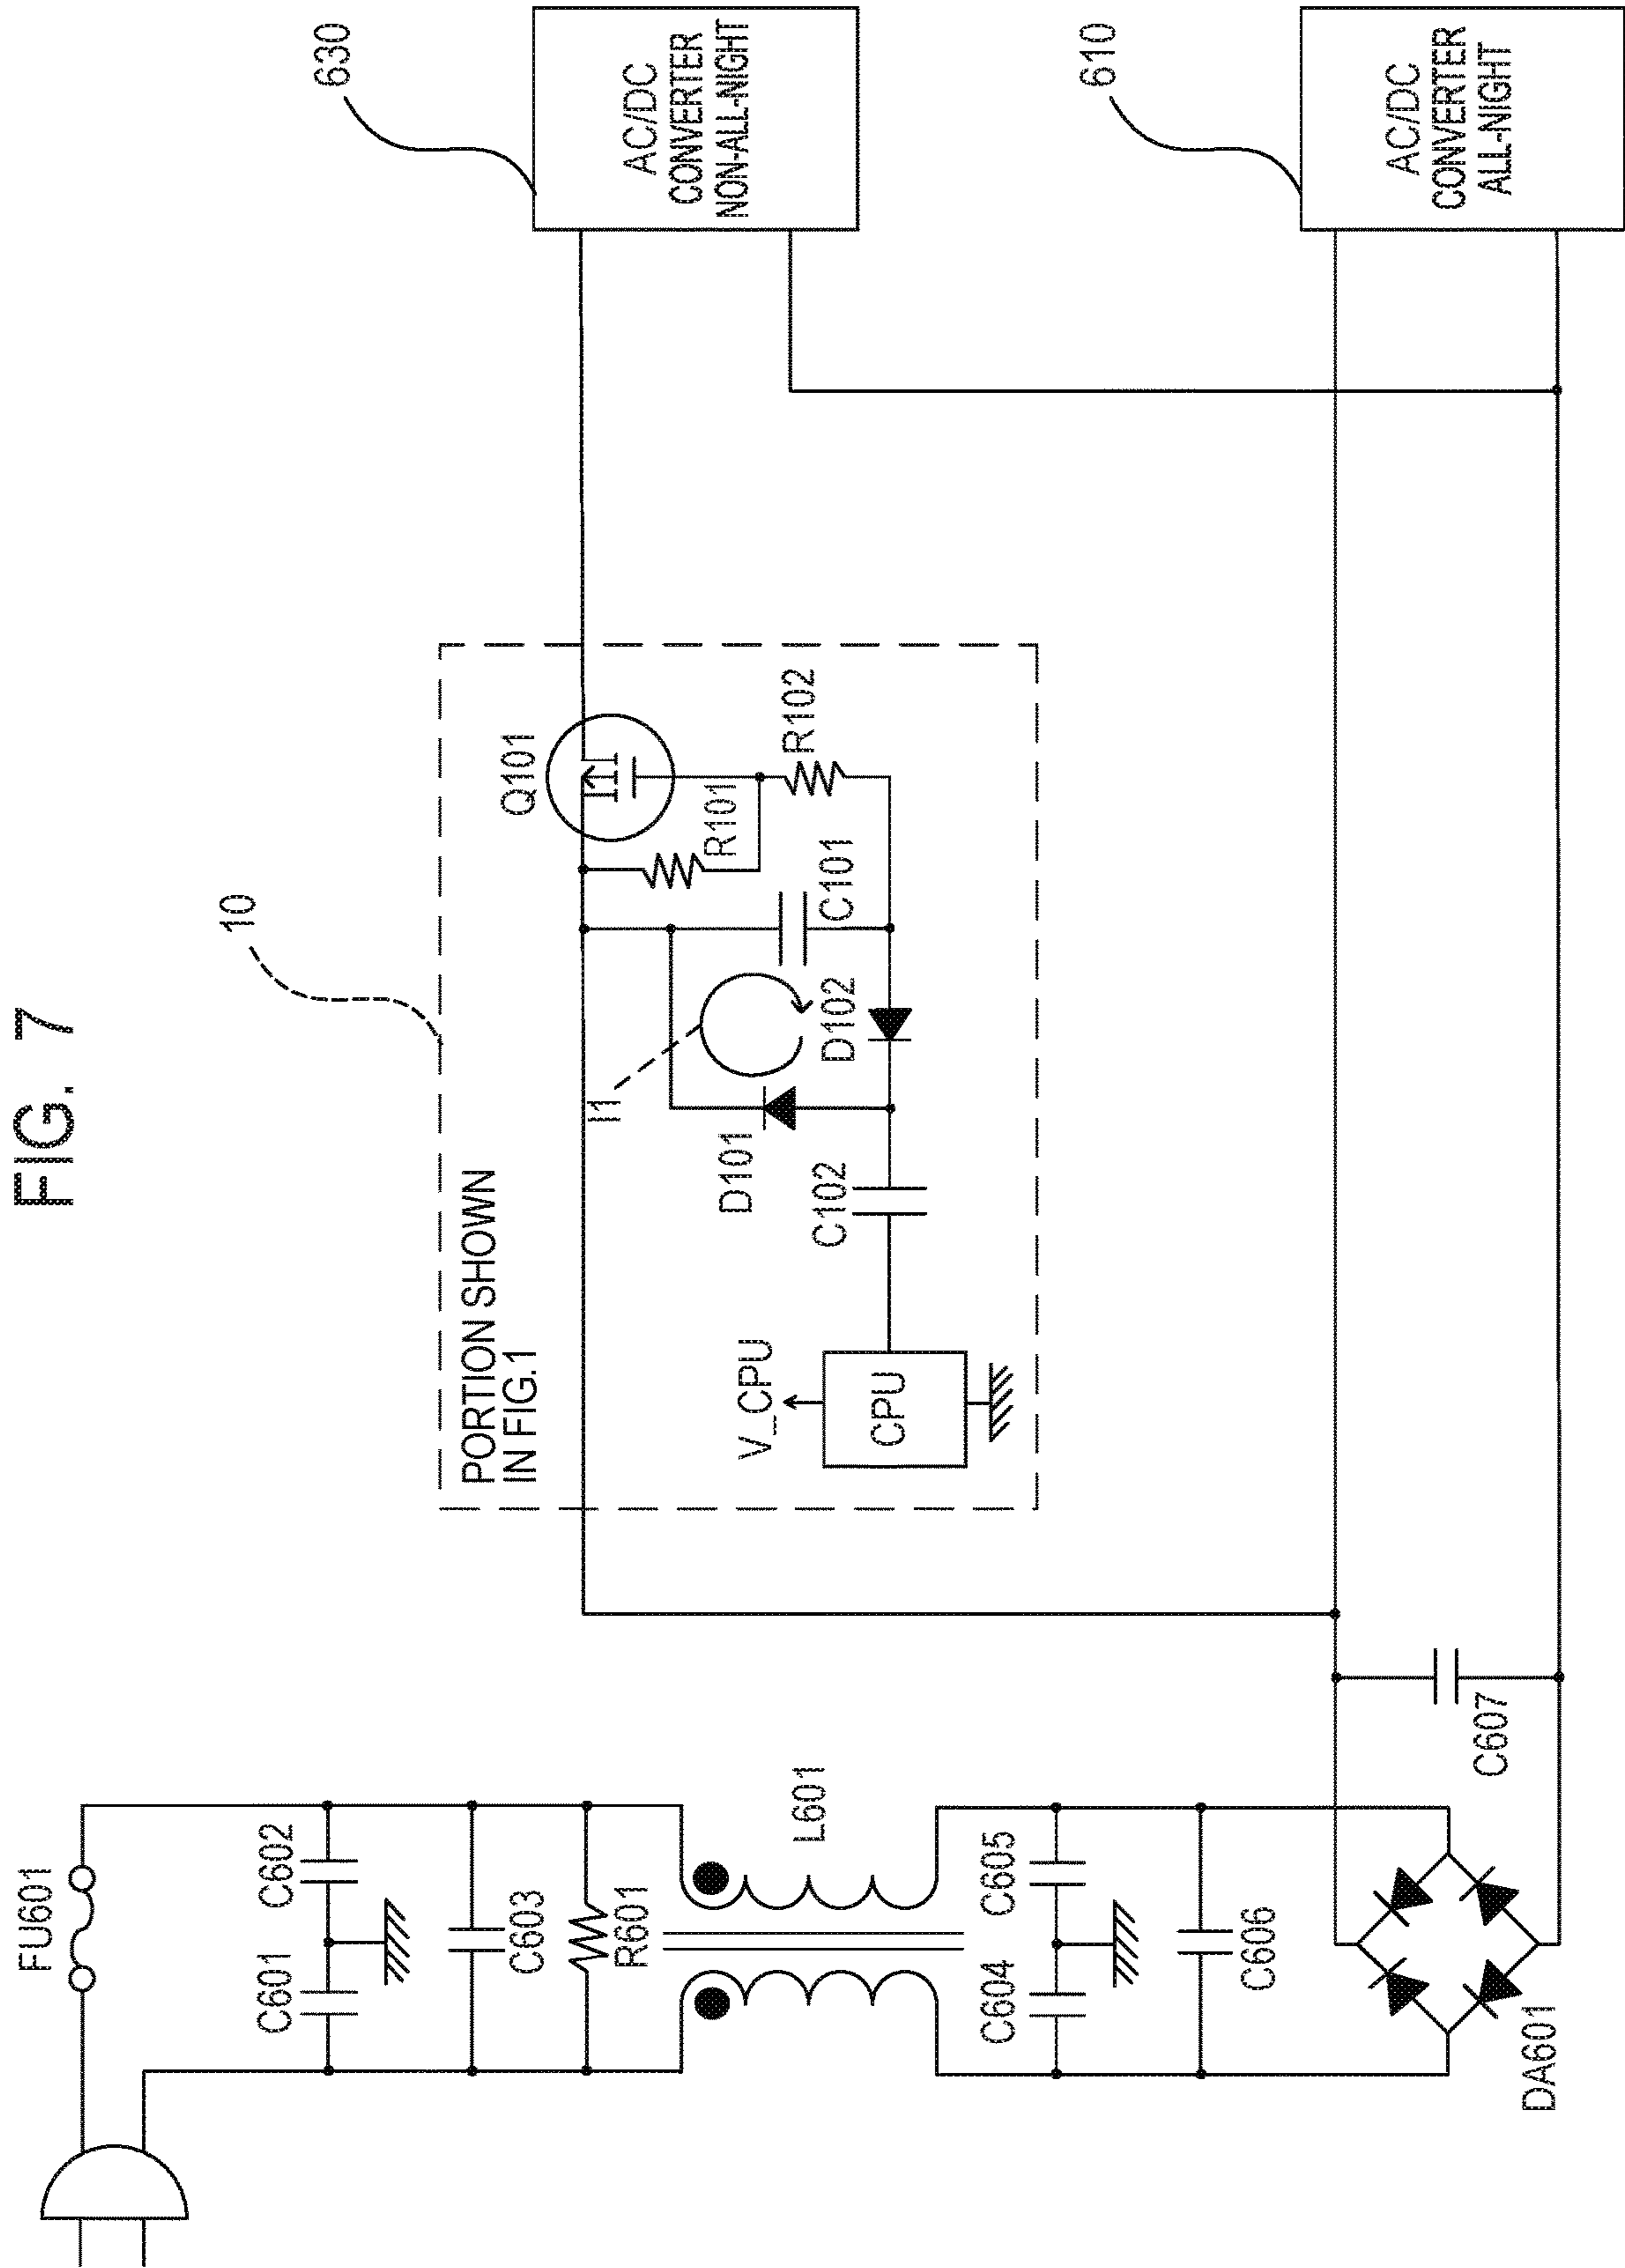 FIG. 7
10
630
610
PORTION SHOWN
IN FIG.1
AC/DC
CONVERTER
NON-ALL-NIGHT
AC/DC
CONVERTER
ALL-NIGHT
Q101
R101
R102
C101
I1
D101
D102
C102
V_CPU
CPU
FU601
C601
C602
C603
R601
L601
C604
C605
C606
C607
DA601